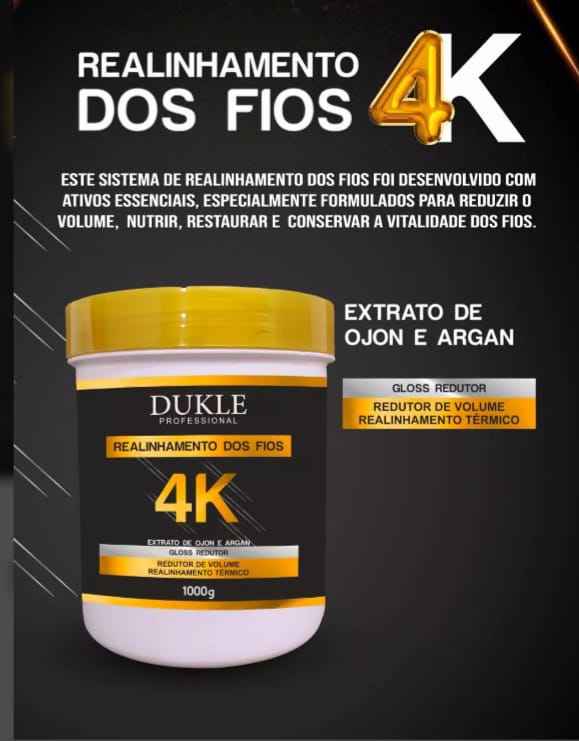 REALINHAMENTO
DOS FIOS 4K
ESTE SISTEMA DE REALINHAMENTO DOS FIOS FOI DESENVOLVIDO COM
ATIVOS ESSENCIAIS, ESPECIALMENTE FORMULADOS PARA REDUZIR O
VOLUME, NUTRIR, RESTAURAR E CONSERVAR A VITALIDADE DOS FIOS.
EXTRATO DE
OJON E ARGAN
GLOSS REDUTOR
REDUTOR DE VOLUME
REALINHAMENTO TÉRMICO
DUKLE
PROFESSIONAL
REALINHAMENTO DOS FIOS
4K
EXTRATO DE OJON E ARGAN
GLOSS REDUTOR
REDUTOR DE VOLUME
REALINHAMENTO TÉRMICO
1000g